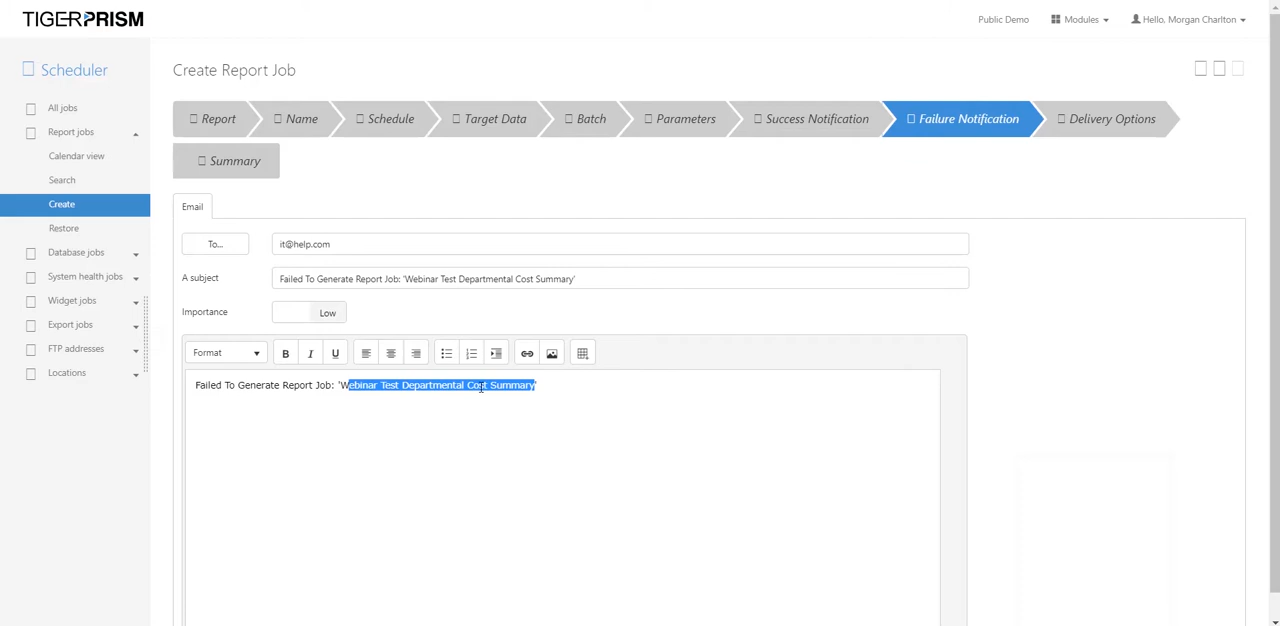 TIGERPRISM
Public Demo
Modules
Hello, Morgan Charlton
Scheduler
All jobs
Report jobs
Calendar view
Search
Create
Restore
Database jobs
System health jobs
Widget jobs
Export jobs
FTP addresses
Locations
Create Report Job
Report
Name
Schedule
Target Data
Batch
Parameters
Success Notification
Failure Notification
Delivery Options
Summary
Email
To...
it@help.com
A subject
Failed To Generate Report Job: 'Webinar Test Departmental Cost Summary'
Importance
Low
Format
B
I
U
Failed To Generate Report Job: 'Webinar Test Departmental Cost Summary'